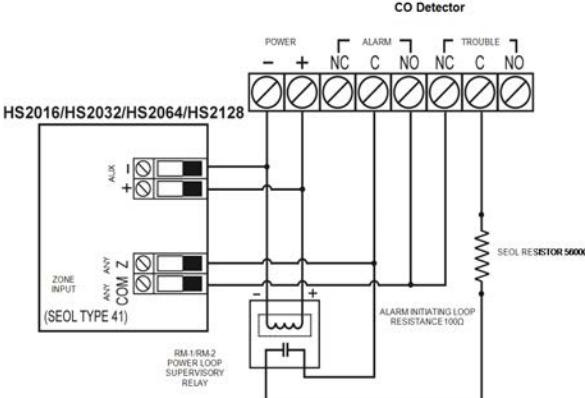 CO Detector
POWER
ALARM
TROUBLE
- + NC C NO NC C NO
HS2016/HS2032/HS2064/HS2128
AUX
-
+
ANY Z
ANY COM
ZONE
INPUT
(SEOL TYPE 41)
SEOL RESISTOR 5600
- +
ALARM INITIATING LOOP
RESISTANCE 100Ω
RM-1/RM-2
POWER LOOP
SUPERVISORY
RELAY